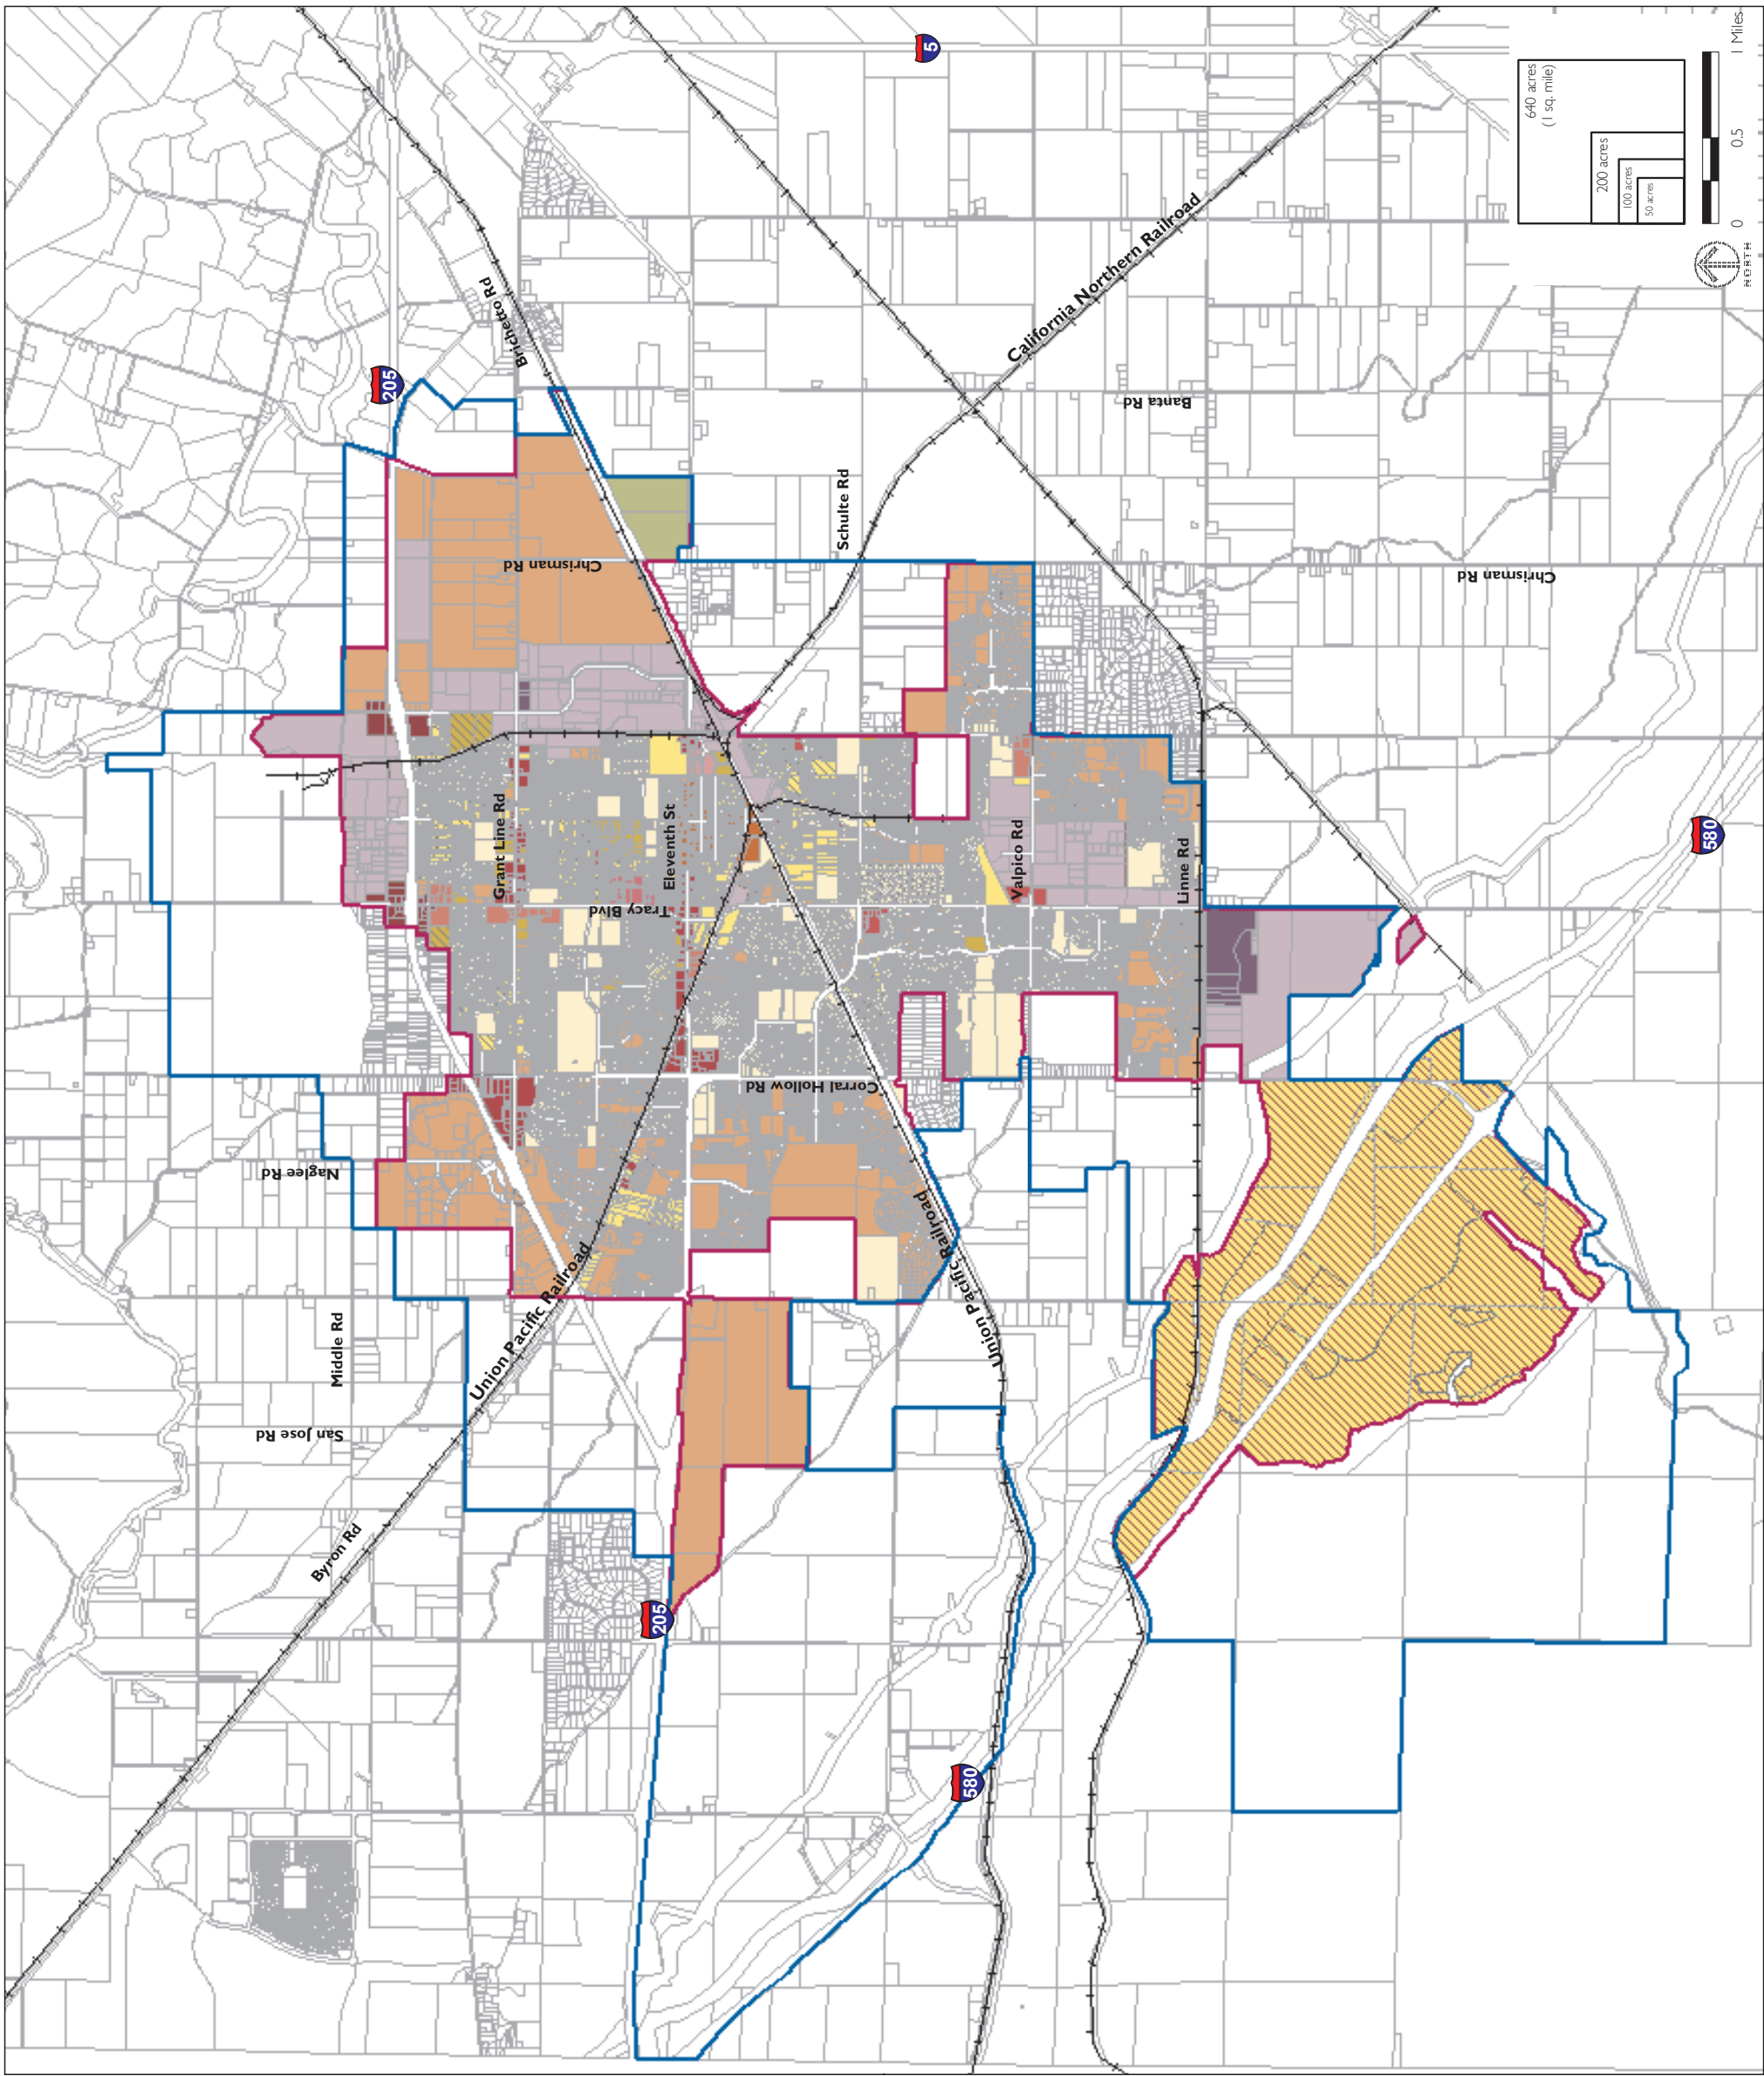 5
640 acres
(1 sq. mile)
200 acres
100 acres
50 acres
0
0.5
1 Miles
NORTH
California Northern Railroad
Brichetto Rd
205
Banta Rd
Schulte Rd
Chrisman Rd
Chrisman Rd
Grant Line Rd
Eleventh St
Tracy Blvd
Valpico Rd
Linne Rd
580
Corral Hollow Rd
Naglee Rd
Union Pacific Railroad
Union Pacific Railroad
Middle Rd
San Jose Rd
Byron Rd
205
580